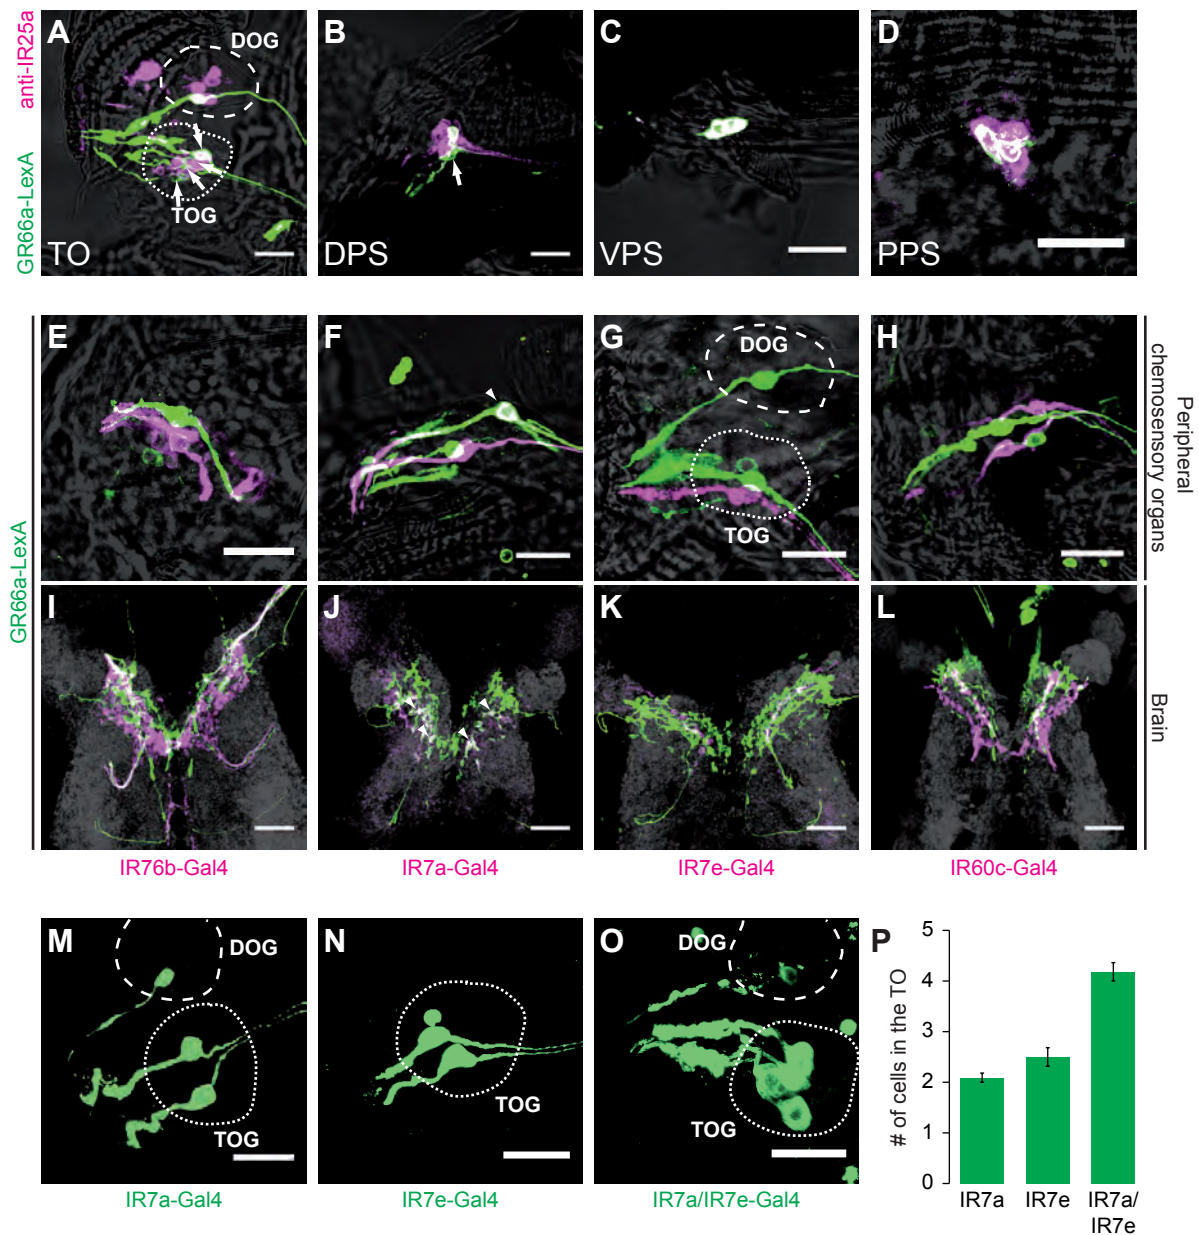 anti-IR25a
GR66a-LexA
A
DOG
TOG
TO
B
DPS
C
VPS
D
PPS
GR66a-LexA
E
F
G
DOG
TOG
H
Peripheral
chemosensory organs
I
J
K
L
Brain
IR76b-Gal4
IR7a-Gal4
IR7e-Gal4
IR60c-Gal4
M
DOG
TOG
IR7a-Gal4
N
TOG
IR7e-Gal4
O
DOG
TOG
IR7a/IR7e-Gal4
P
# of cells in the TO
5
4
3
2
1
0
IR7a
IR7e
IR7a/
IR7e